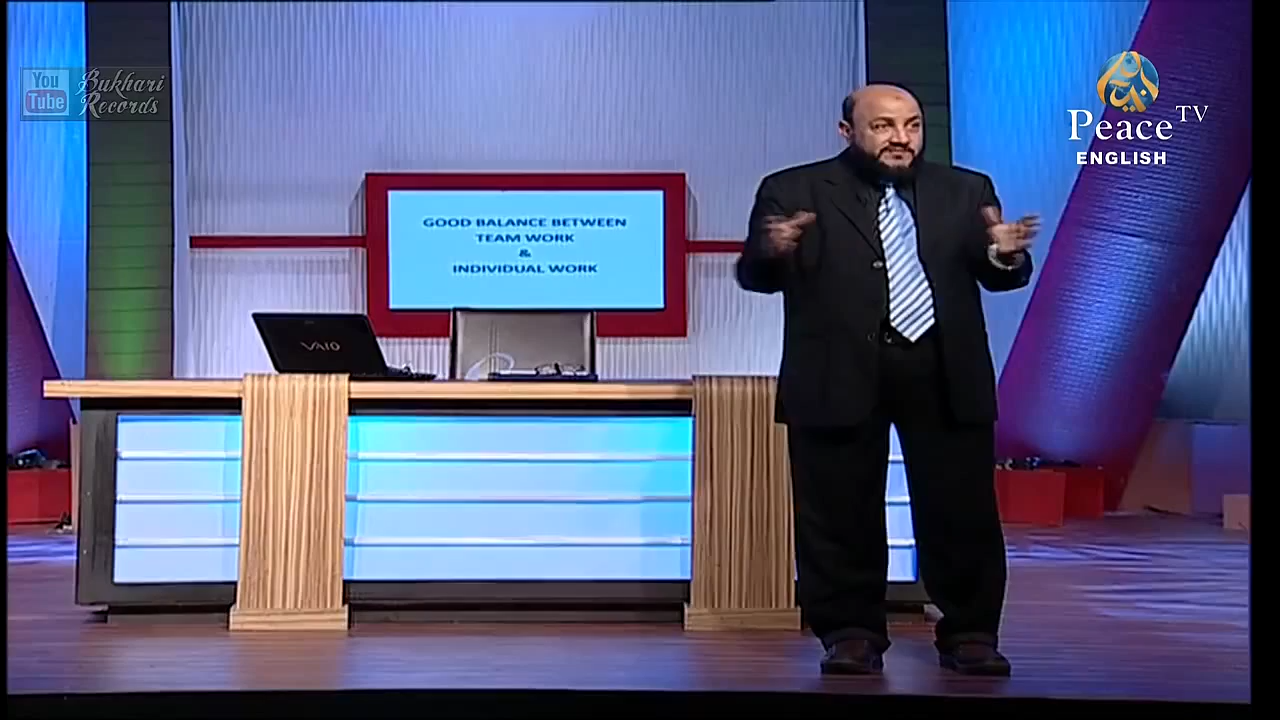 You
Tube
Bukhari
Records
Peace TV
ENGLISH
GOOD BALANCE BETWEEN
TEAM WORK
&
INDIVIDUAL WORK
VAIO